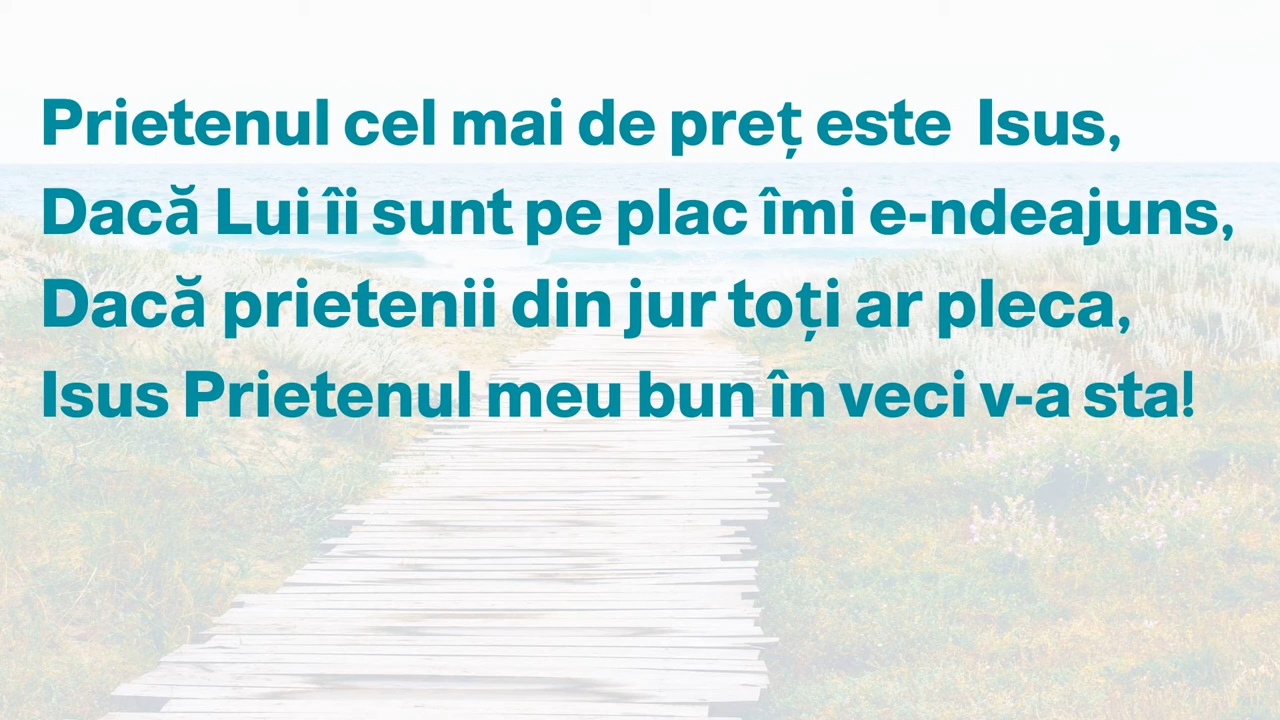 Prietenul cel mai de preț este Isus,
Dacă Lui îi sunt pe plac îmi e-ndeajuns,
Dacă prietenii din jur toți ar pleca,
Isus Prietenul meu bun în veci v-a sta!